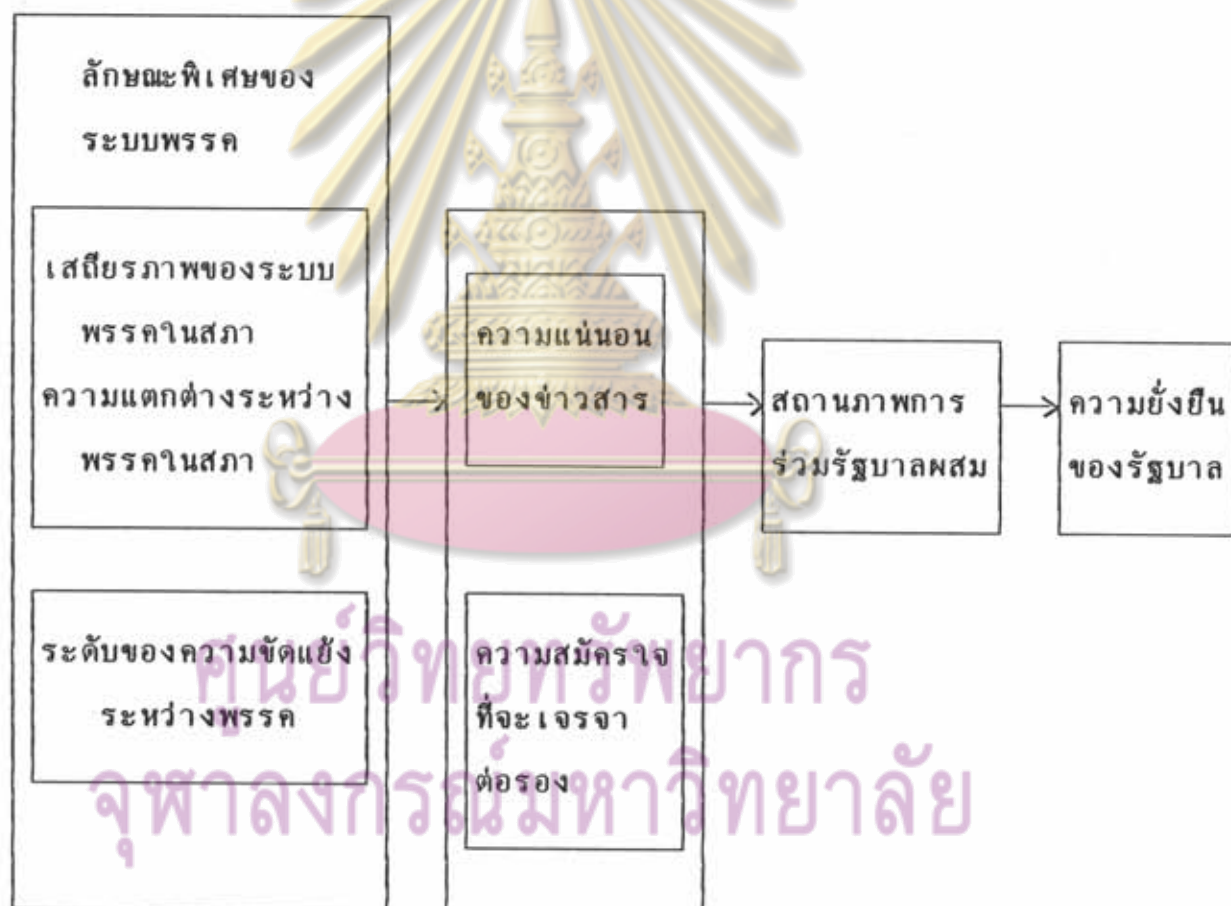 ลักษณะพิเศษของ
ระบบพรรค
เสถียรภาพของระบบ
พรรคในสภา
ความแตกต่างระหว่าง
พรรคในสภา
ระดับของความขัดแย้ง
ระหว่างพรรค
ความแน่นอน
ของข่าวสาร
ความสมัครใจ
ที่จะเจรจา
ต่อรอง
สถานภาพการ
ร่วมรัฐบาลผสม
ความยั่งยืน
ของรัฐบาล
ศูนย์วิทยทรัพยากร
จุฬาลงกรณ์มหาวิทยาลัย